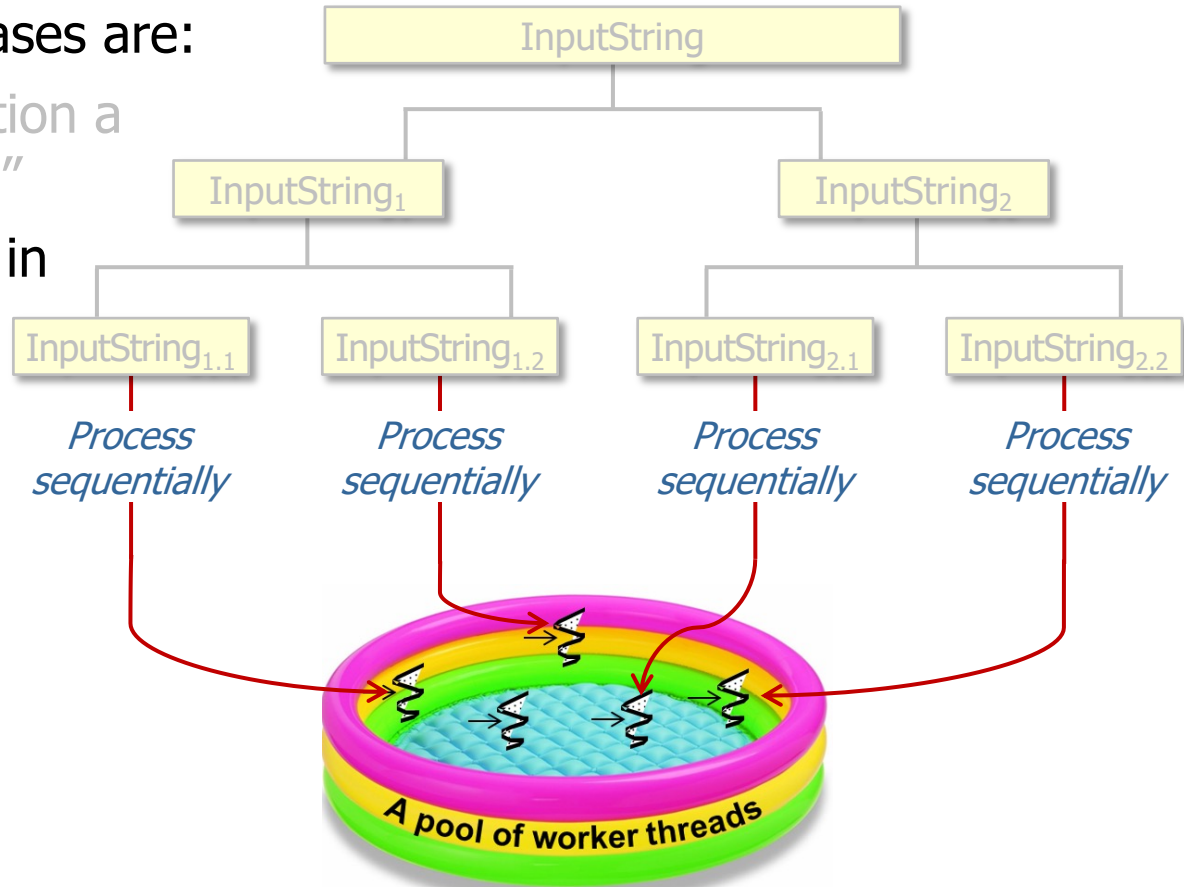 ases are:
InputString
tion a
”
InputString₁
InputString₂
in
InputString₁.₁
InputString₁.₂
InputString₂.₁
InputString₂.₂
Process
sequentially
Process
sequentially
Process
sequentially
Process
sequentially
A pool of worker threads